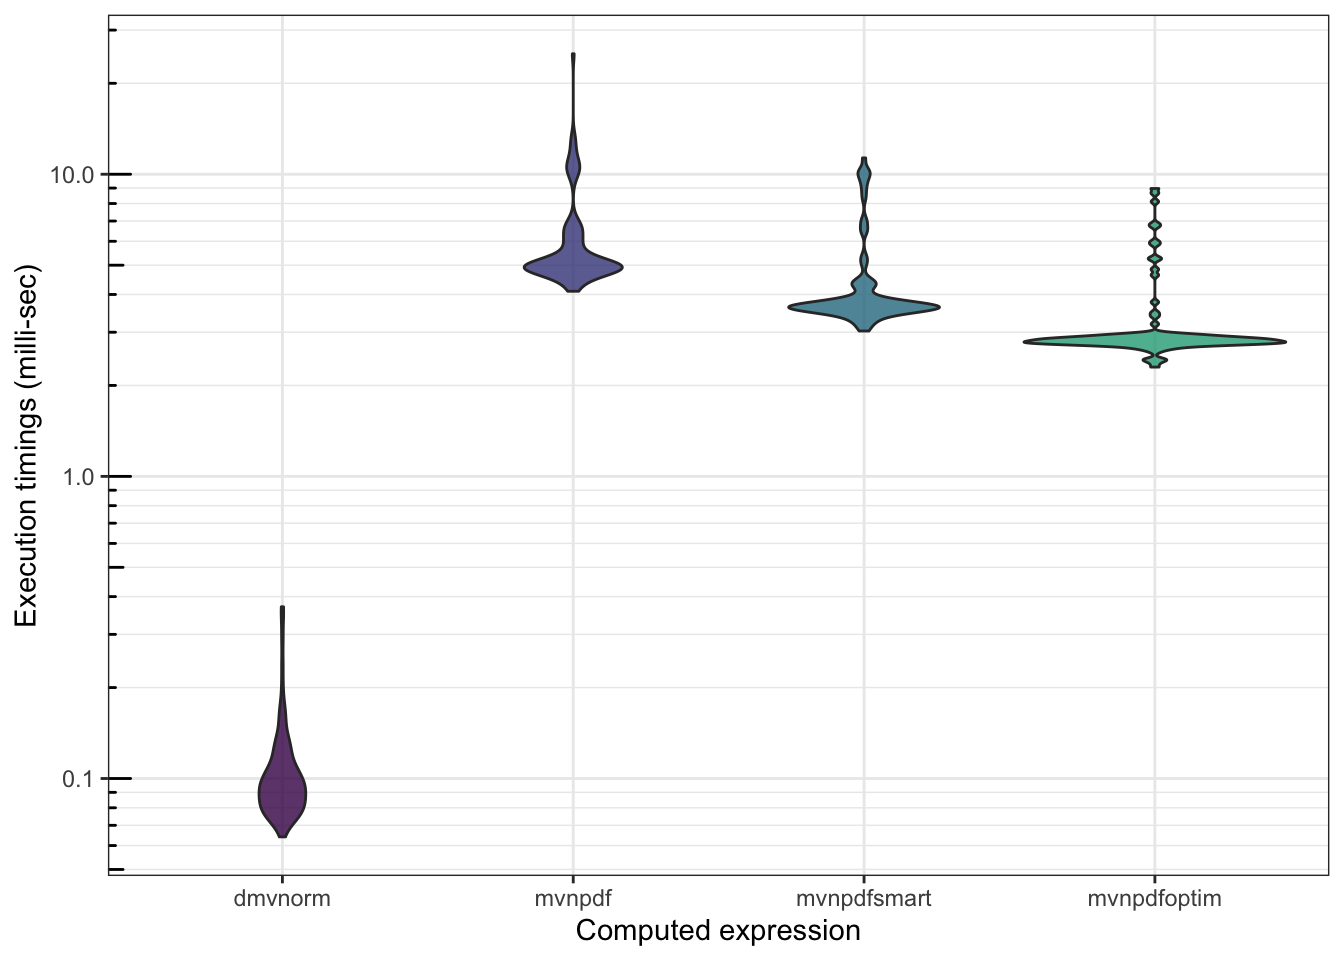 Execution timings (milli-sec)
10.0
1.0
0.1
dmvnorm mvnpdf mvnpdfsmart mvnpdfoptim
Computed expression